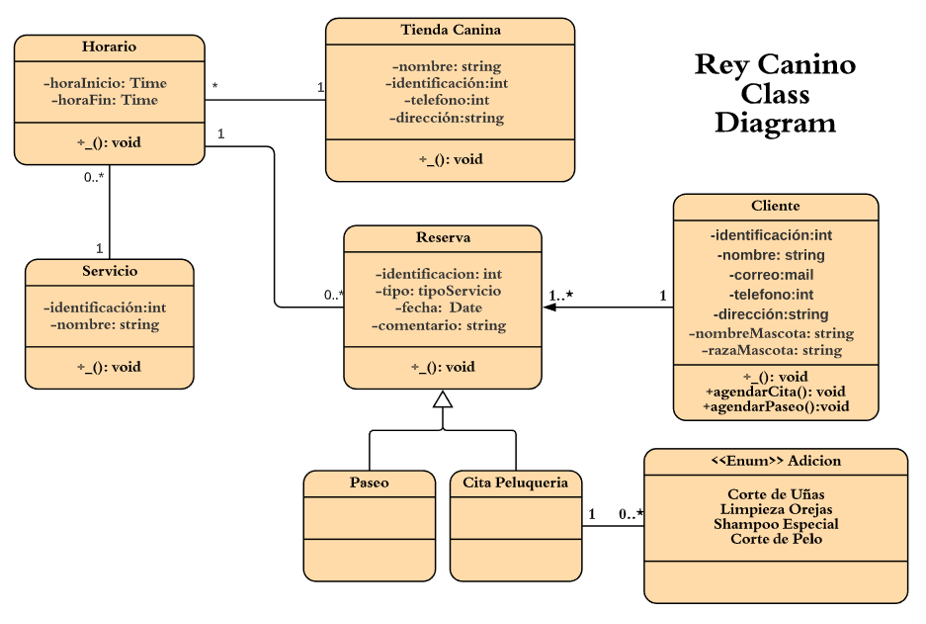 Rey Canino
Class
Diagram
Horario
-horaInicio: Time
-horaFin: Time
÷_(): void
*
1
Tienda Canina
-nombre: string
-identificación:int
-telefono:int
-dirección:string
÷_(): void
1
0..*
0..*
1
Servicio
-identificación:int
-nombre: string
÷_(): void
Reserva
-identificacion: int
-tipo: tipoServicio
-fecha: Date
-comentario: string
÷_(): void
1..*
1
Cliente
-identificación:int
-nombre: string
-correo:mail
-telefono:int
-dirección:string
-nombreMascota: string
-razaMascota: string
÷_(): void
+agendarCita(): void
+agendarPaseo():void
Paseo
Cita Peluqueria
1
0..*
<<Enum>> Adicion
Corte de Uñas
Limpieza Orejas
Shampoo Especial
Corte de Pelo